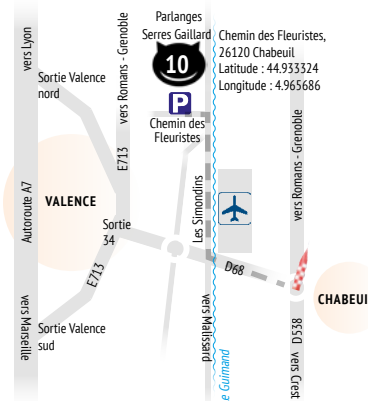 Parlanges
Serres Gaillard
10
P
Chemin des
Fleuristes
Chemin des Fleuristes,
26120 Chabeuil
Latitude : 44.933324
Longitude : 4.965686
vers Lyon
Sortie Valence
nord
vers Romans - Grenoble
E713
VALENCE
Autoroute A7
Sortie
34
E713
vers Marseille
Sortie Valence
sud
Les Simondins
vers Malissard
D68
vers Romans - Grenoble
CHABEUI
D538
vers Crest
e Guimand